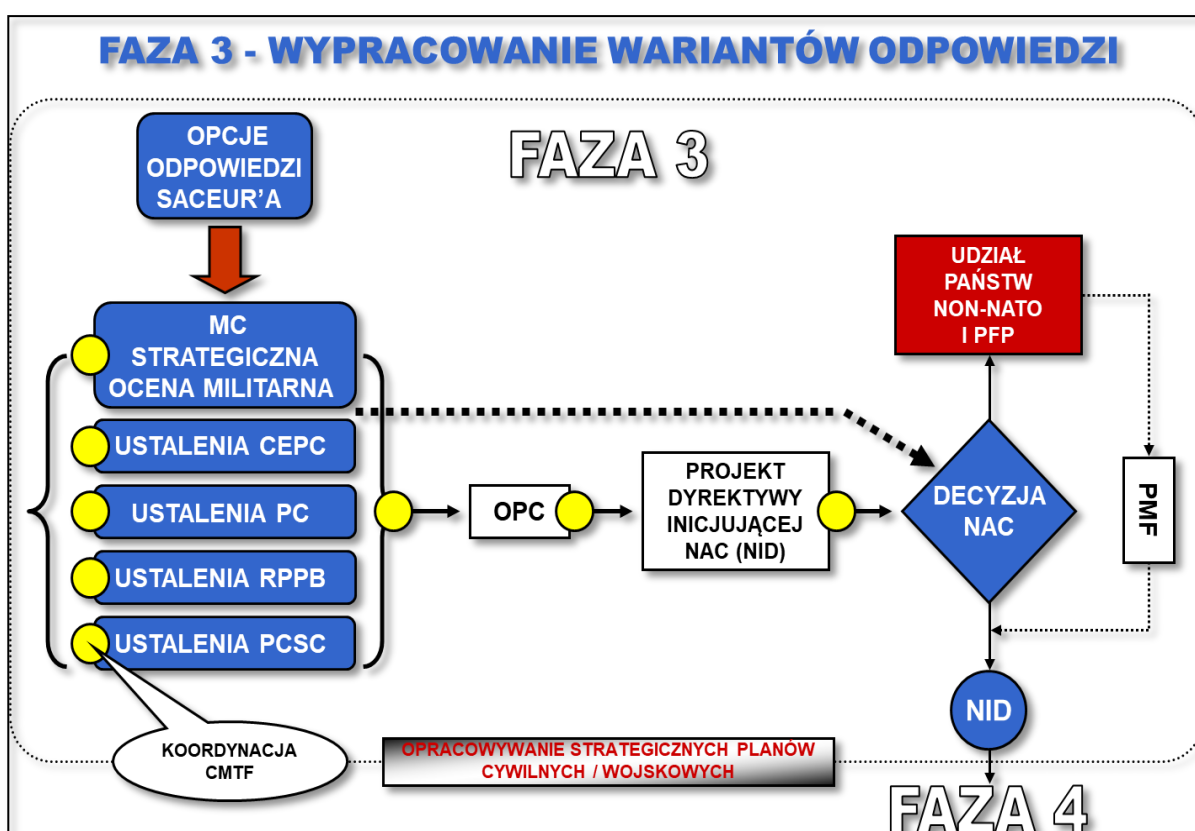 FAZA 3 - WYPRACOWANIE WARIANTÓW ODPOWIEDZI
FAZA 3
OPCJE
ODPOWIEDZI
SACEUR’A
MC
STRATEGICZNA
OCENA MILITARNA
USTALENIA CEPC
USTALENIA PC
USTALENIA RPPB
USTALENIA PCSC
KOORDYNACJA
CMTF
OPC
PROJEKT
DYREKTYWY
INICJUJĄCEJ
NAC (NID)
UDZIAŁ
PAŃSTW
NON-NATO
I PFP
DECYZJA
NAC
PMF
NID
OPRACOWYWANIE STRATEGICZNYCH PLANÓW
CYWILNYCH / WOJSKOWYCH
FAZA 4